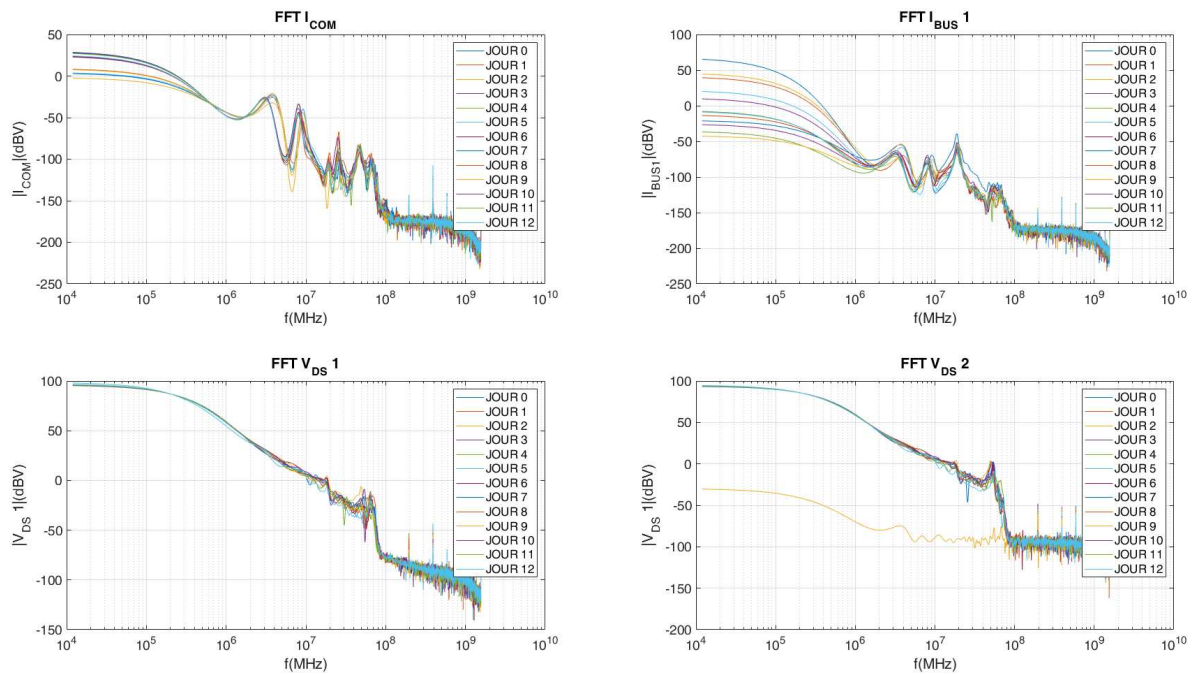 FFT I_COM
|I_COM|(dBV)
50
0
-50
-100
-150
-200
-250
10^4
10^5
10^6
10^7
10^8
10^9
10^10
f(MHz)
JOUR 0
JOUR 1
JOUR 2
JOUR 3
JOUR 4
JOUR 5
JOUR 6
JOUR 7
JOUR 8
JOUR 9
JOUR 10
JOUR 11
JOUR 12
FFT I_BUS 1
|I_BUS1|(dBV)
100
50
0
-50
-100
-150
-200
-250
10^4
10^5
10^6
10^7
10^8
10^9
10^10
f(MHz)
JOUR 0
JOUR 1
JOUR 2
JOUR 3
JOUR 4
JOUR 5
JOUR 6
JOUR 7
JOUR 8
JOUR 9
JOUR 10
JOUR 11
JOUR 12
FFT V_DS 1
|V_DS 1|(dBV)
100
50
0
-50
-100
-150
10^4
10^5
10^6
10^7
10^8
10^9
10^10
f(MHz)
JOUR 0
JOUR 1
JOUR 2
JOUR 3
JOUR 4
JOUR 5
JOUR 6
JOUR 7
JOUR 8
JOUR 9
JOUR 10
JOUR 11
JOUR 12
FFT V_DS 2
|V_DS 1|(dBV)
100
50
0
-50
-100
-150
-200
10^4
10^5
10^6
10^7
10^8
10^9
10^10
f(MHz)
JOUR 0
JOUR 1
JOUR 2
JOUR 3
JOUR 4
JOUR 5
JOUR 6
JOUR 7
JOUR 8
JOUR 9
JOUR 10
JOUR 11
JOUR 12